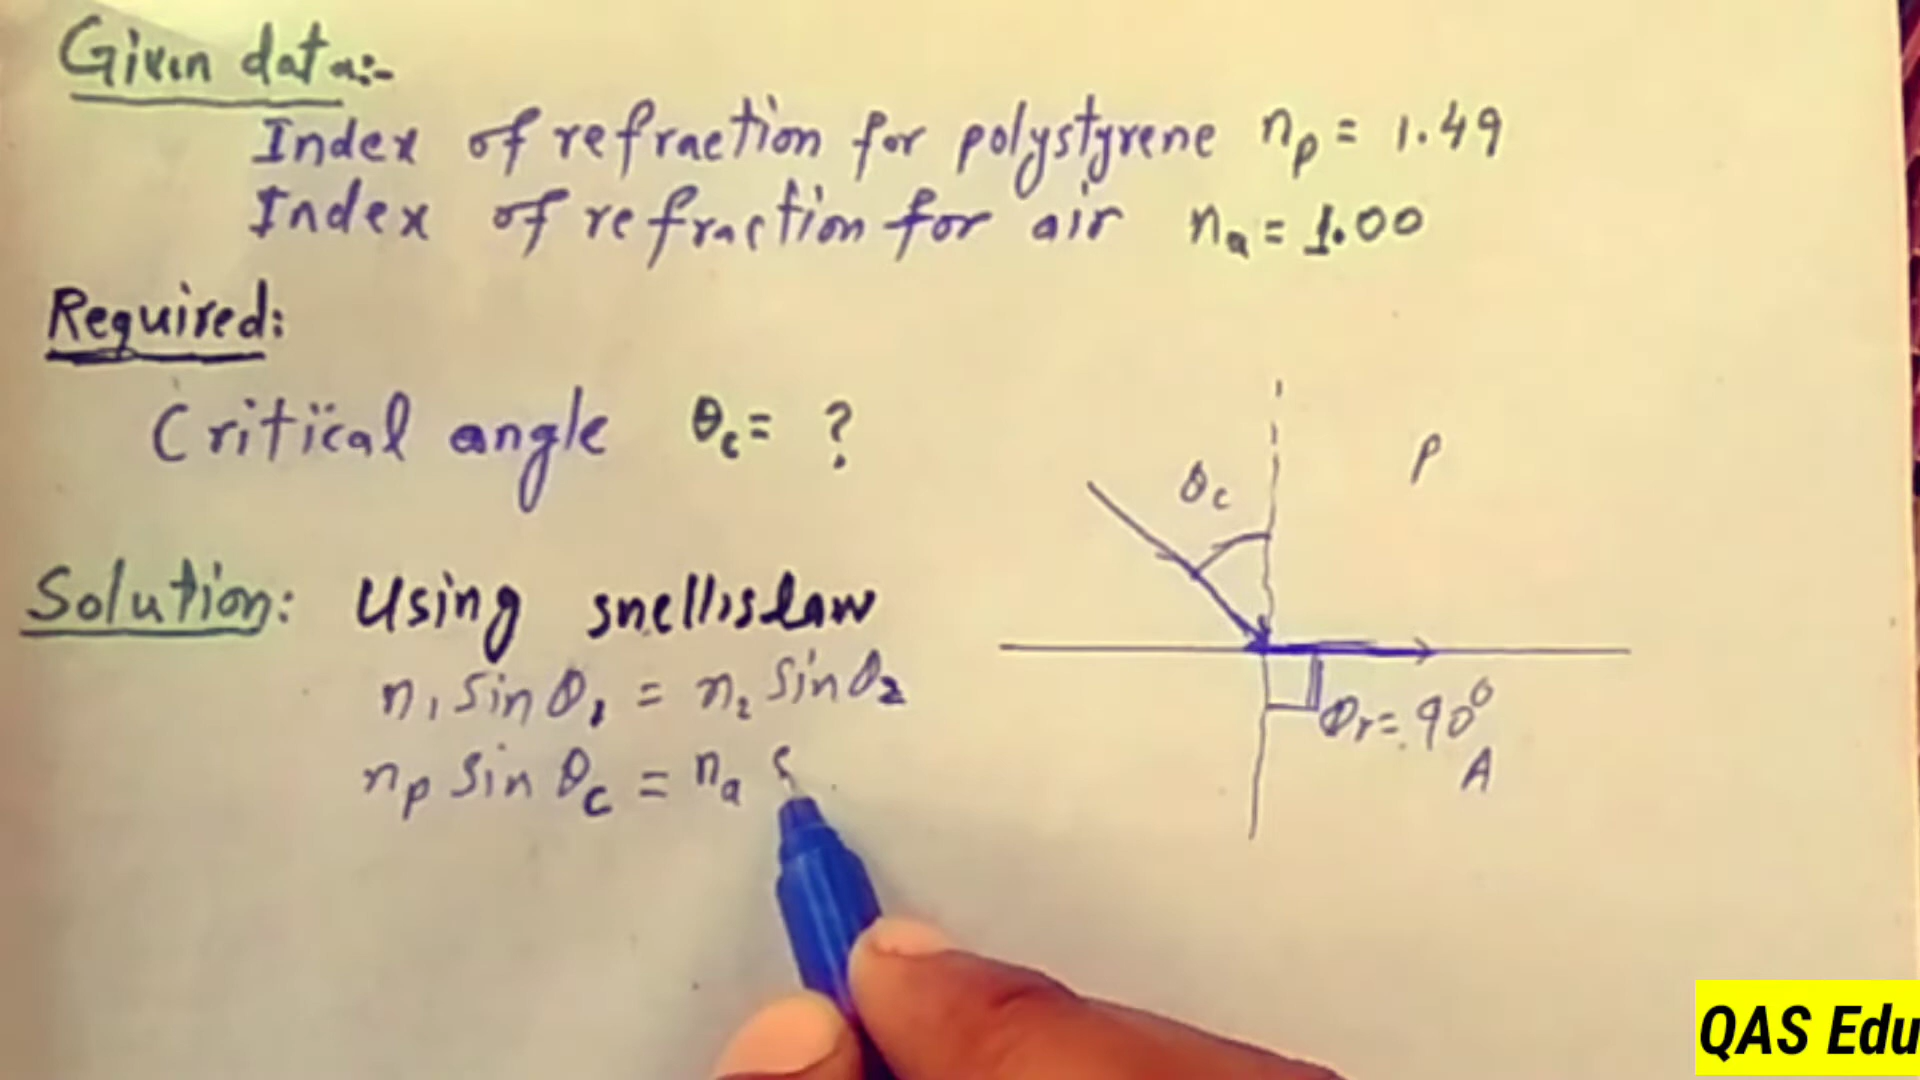 Given data:-
Index of refraction for polystyrene np = 1.49
Index of refraction for air na = 1.00
Required:
Critical angle θc = ?
θc
P
Solution: Using snell's law
n₁ sin θ₁ = n₂ sin θ₂
np sin θc = na s
θr = 90°
A
QAS Edu